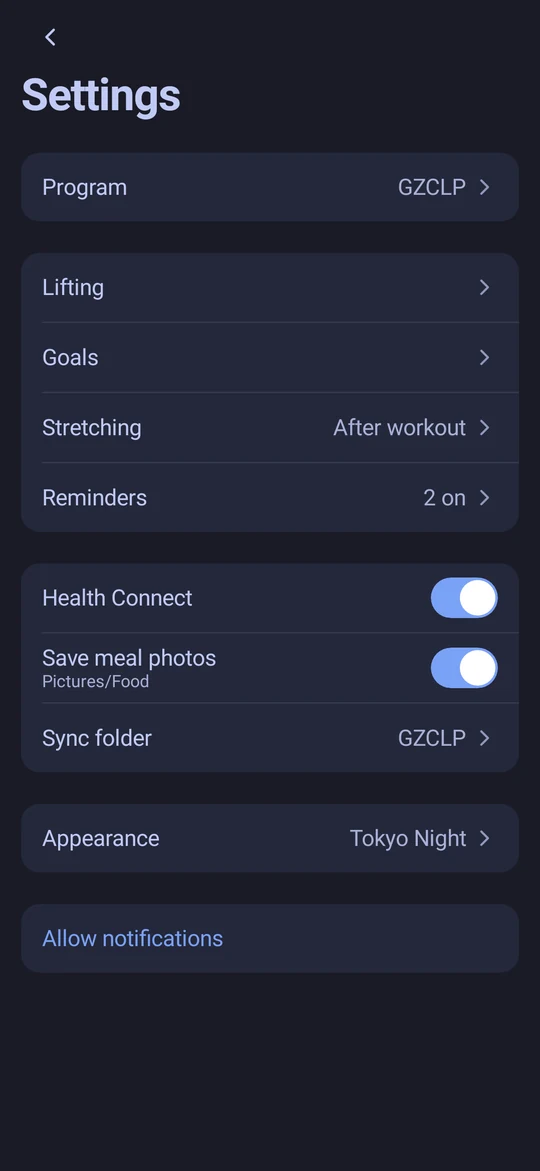 Settings
Program GZCLP
Lifting
Goals
Stretching After workout
Reminders 2 on
Health Connect
Save meal photos
Pictures/Food
Sync folder GZCLP
Appearance Tokyo Night
Allow notifications